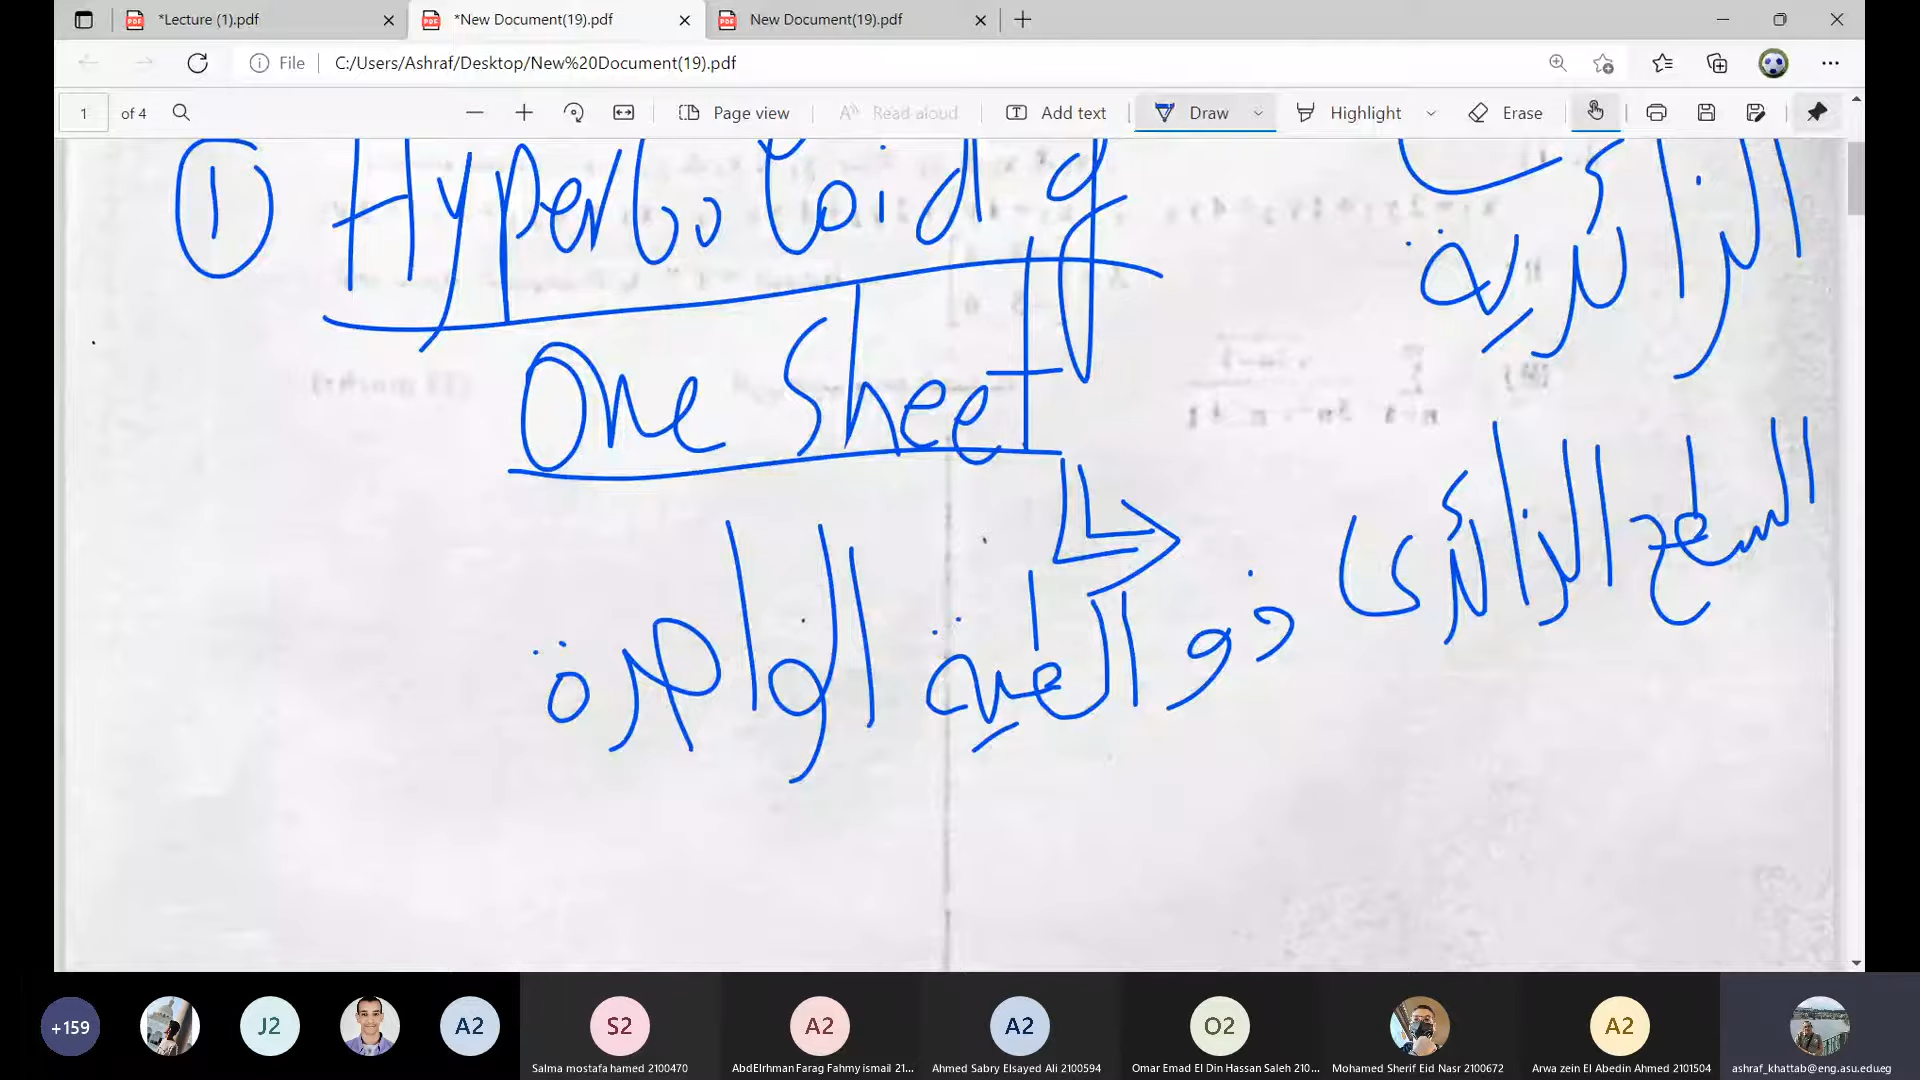 *Lecture (1).pdf
*New Document(19).pdf
New Document(19).pdf
File
C:/Users/Ashraf/Desktop/New%20Document(19).pdf
1 of 4
Page view
Read aloud
Add text
Draw
Highlight
Erase
① Hyperboloid of
الزائدية
One Sheet
السطح الزائدى
ذو الطية الواحدة
+159
J2
A2
S2
A2
A2
O2
A2
Salma mostafa hamed 2100470
AbdElrhman Farag Fahmy ismail 21...
Ahmed Sabry Elsayed Ali 2100594
Omar Emad El Din Hassan Saleh 210...
Mohamed Sherif Eid Nasr 2100672
Arwa zein El Abedin Ahmed 2101504
ashraf_khattab@eng.asu.edu.eg